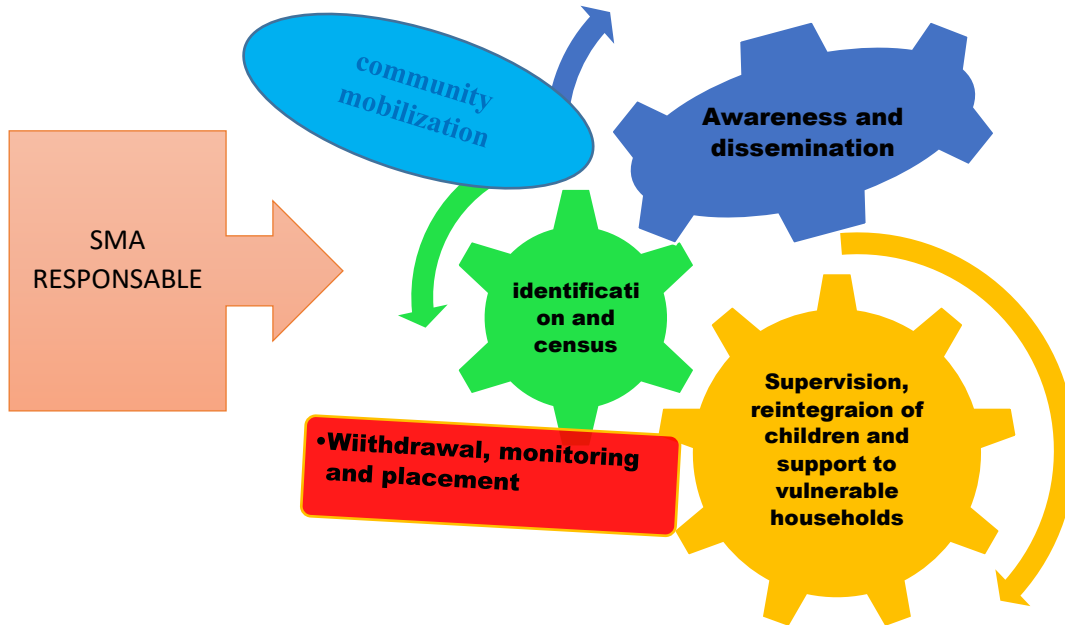 community
mobilization
Awareness and
dissemination
SMA
RESPONSABLE
identificati
on and
census
Supervision,
reintegraion of
children and
support to
vulnerable
households
•Wiithdrawal, monitoring
and placement